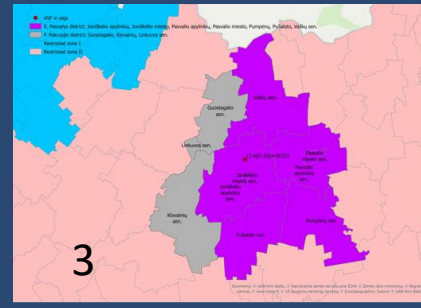 ASF in pigs
E. Pasvalys district: Joniškėlio apylinkių, Joniškėlio miesto, Pasvalio apylinkių, Pasvalio miesto, Pumpėnų, Pušaloto, Vaškų sen.
F. Pakruojis district: Guostagalio, Klovainių, Linkuvos sen.
Restricted zone I
Restricted zone II
Vaškų sen.
Guostagalio
sen.
Linkuvos
sen.
Joniškėlio
miesto sen.
Joniškėlio
apylinkių
sen.
Pasvalio
miesto sen.
Pasvalio
apylinkių
sen.
Klovainių
sen.
Pumpėnų sen.
Pušaloto sen.
3